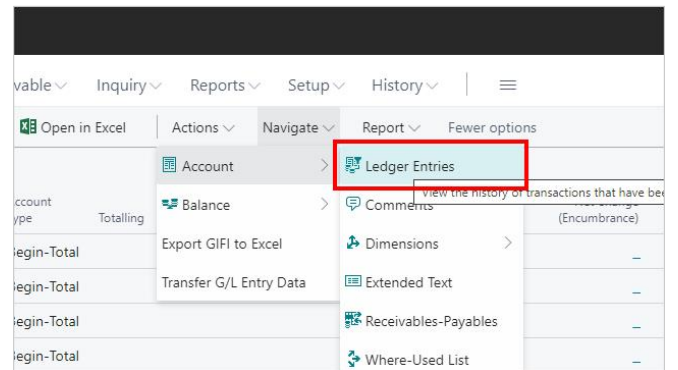 vable Inquiry Reports Setup History
Open in Excel Actions Navigate Report Fewer options
Account Ledger Entries
View the history of transactions that have bee
ccount
ype Totalling Balance Comments (Encumbrance)
Export GIFI to Excel Dimensions
egin-Total
Transfer G/L Entry Data Extended Text
egin-Total
Receivables-Payables
egin-Total
Where-Used List
egin-Total